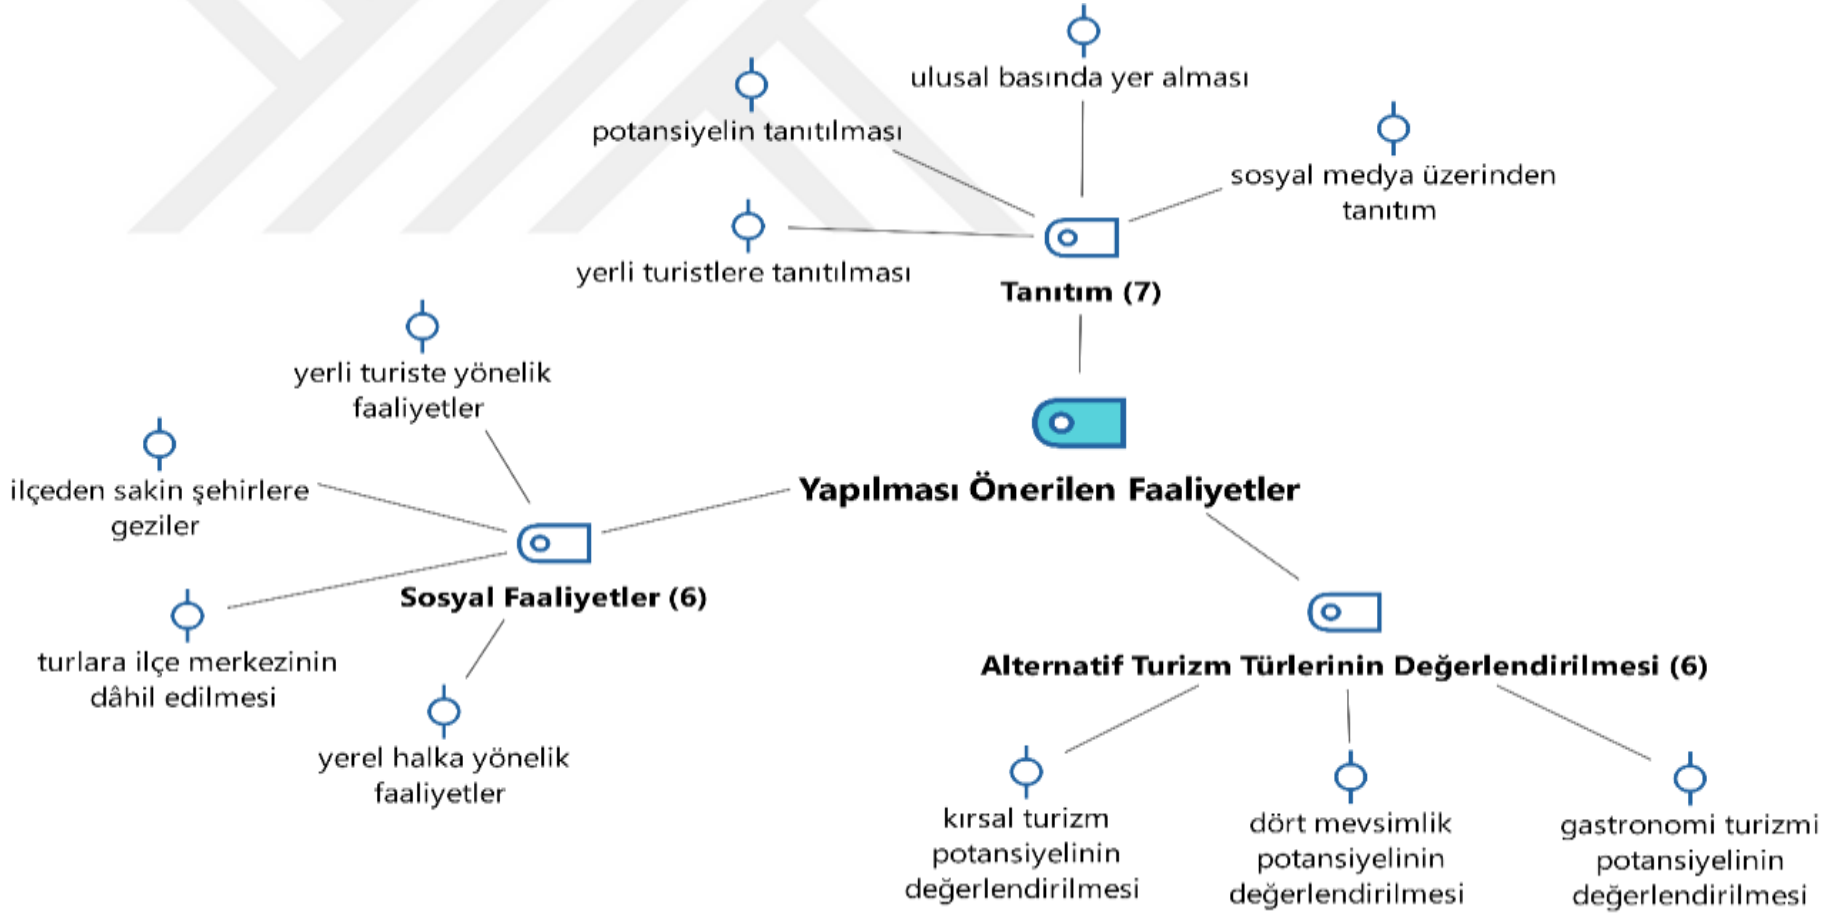 ulusal basında yer alması
potansiyelin tanıtılması
sosyal medya üzerinden
tanıtım
yerli turistlere tanıtılması
Tanıtım (7)
yerli turiste yönelik
faaliyetler
ilçeden sakin şehirlere
geziler
Yapılması Önerilen Faaliyetler
Sosyal Faaliyetler (6)
turlara ilçe merkezinin
dâhil edilmesi
yerel halka yönelik
faaliyetler
Alternatif Turizm Türlerinin Değerlendirilmesi (6)
kırsal turizm
potansiyelinin
değerlendirilmesi
dört mevsimlik
potansiyelinin
değerlendirilmesi
gastronomi turizmi
potansiyelinin
değerlendirilmesi